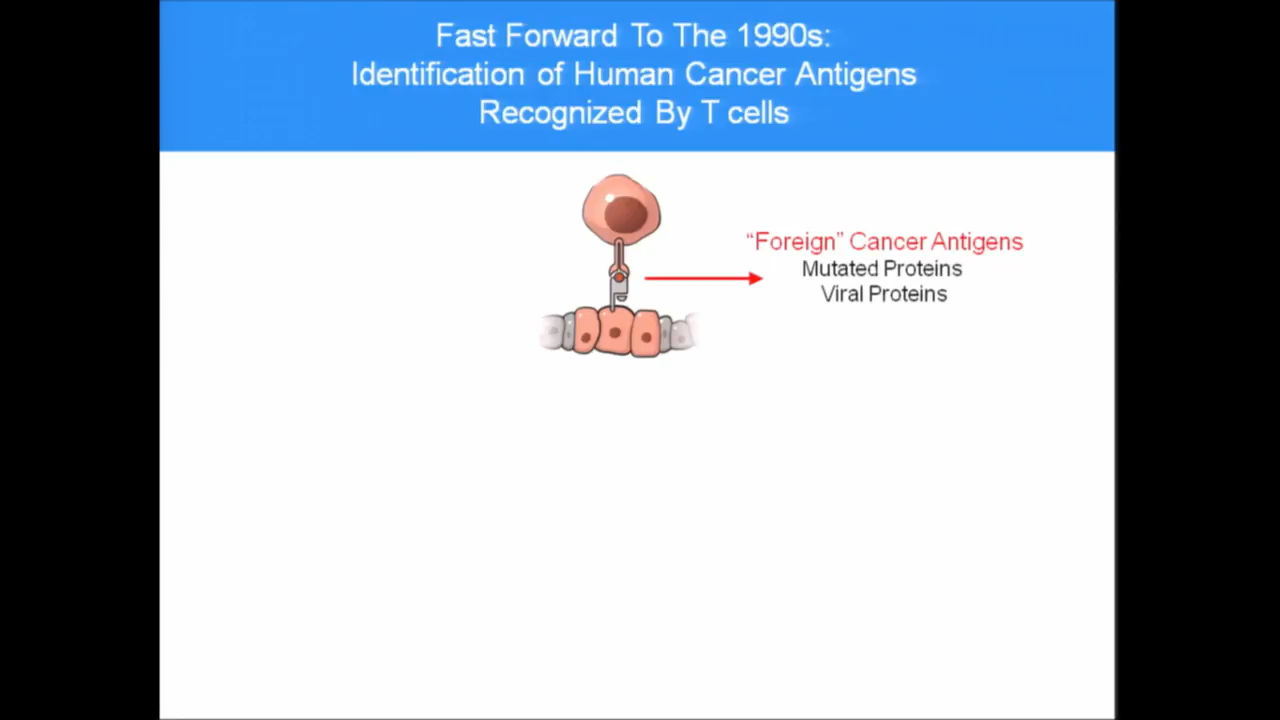 Fast Forward To The 1990s:
Identification of Human Cancer Antigens
Recognized By T cells
“Foreign” Cancer Antigens
Mutated Proteins
Viral Proteins